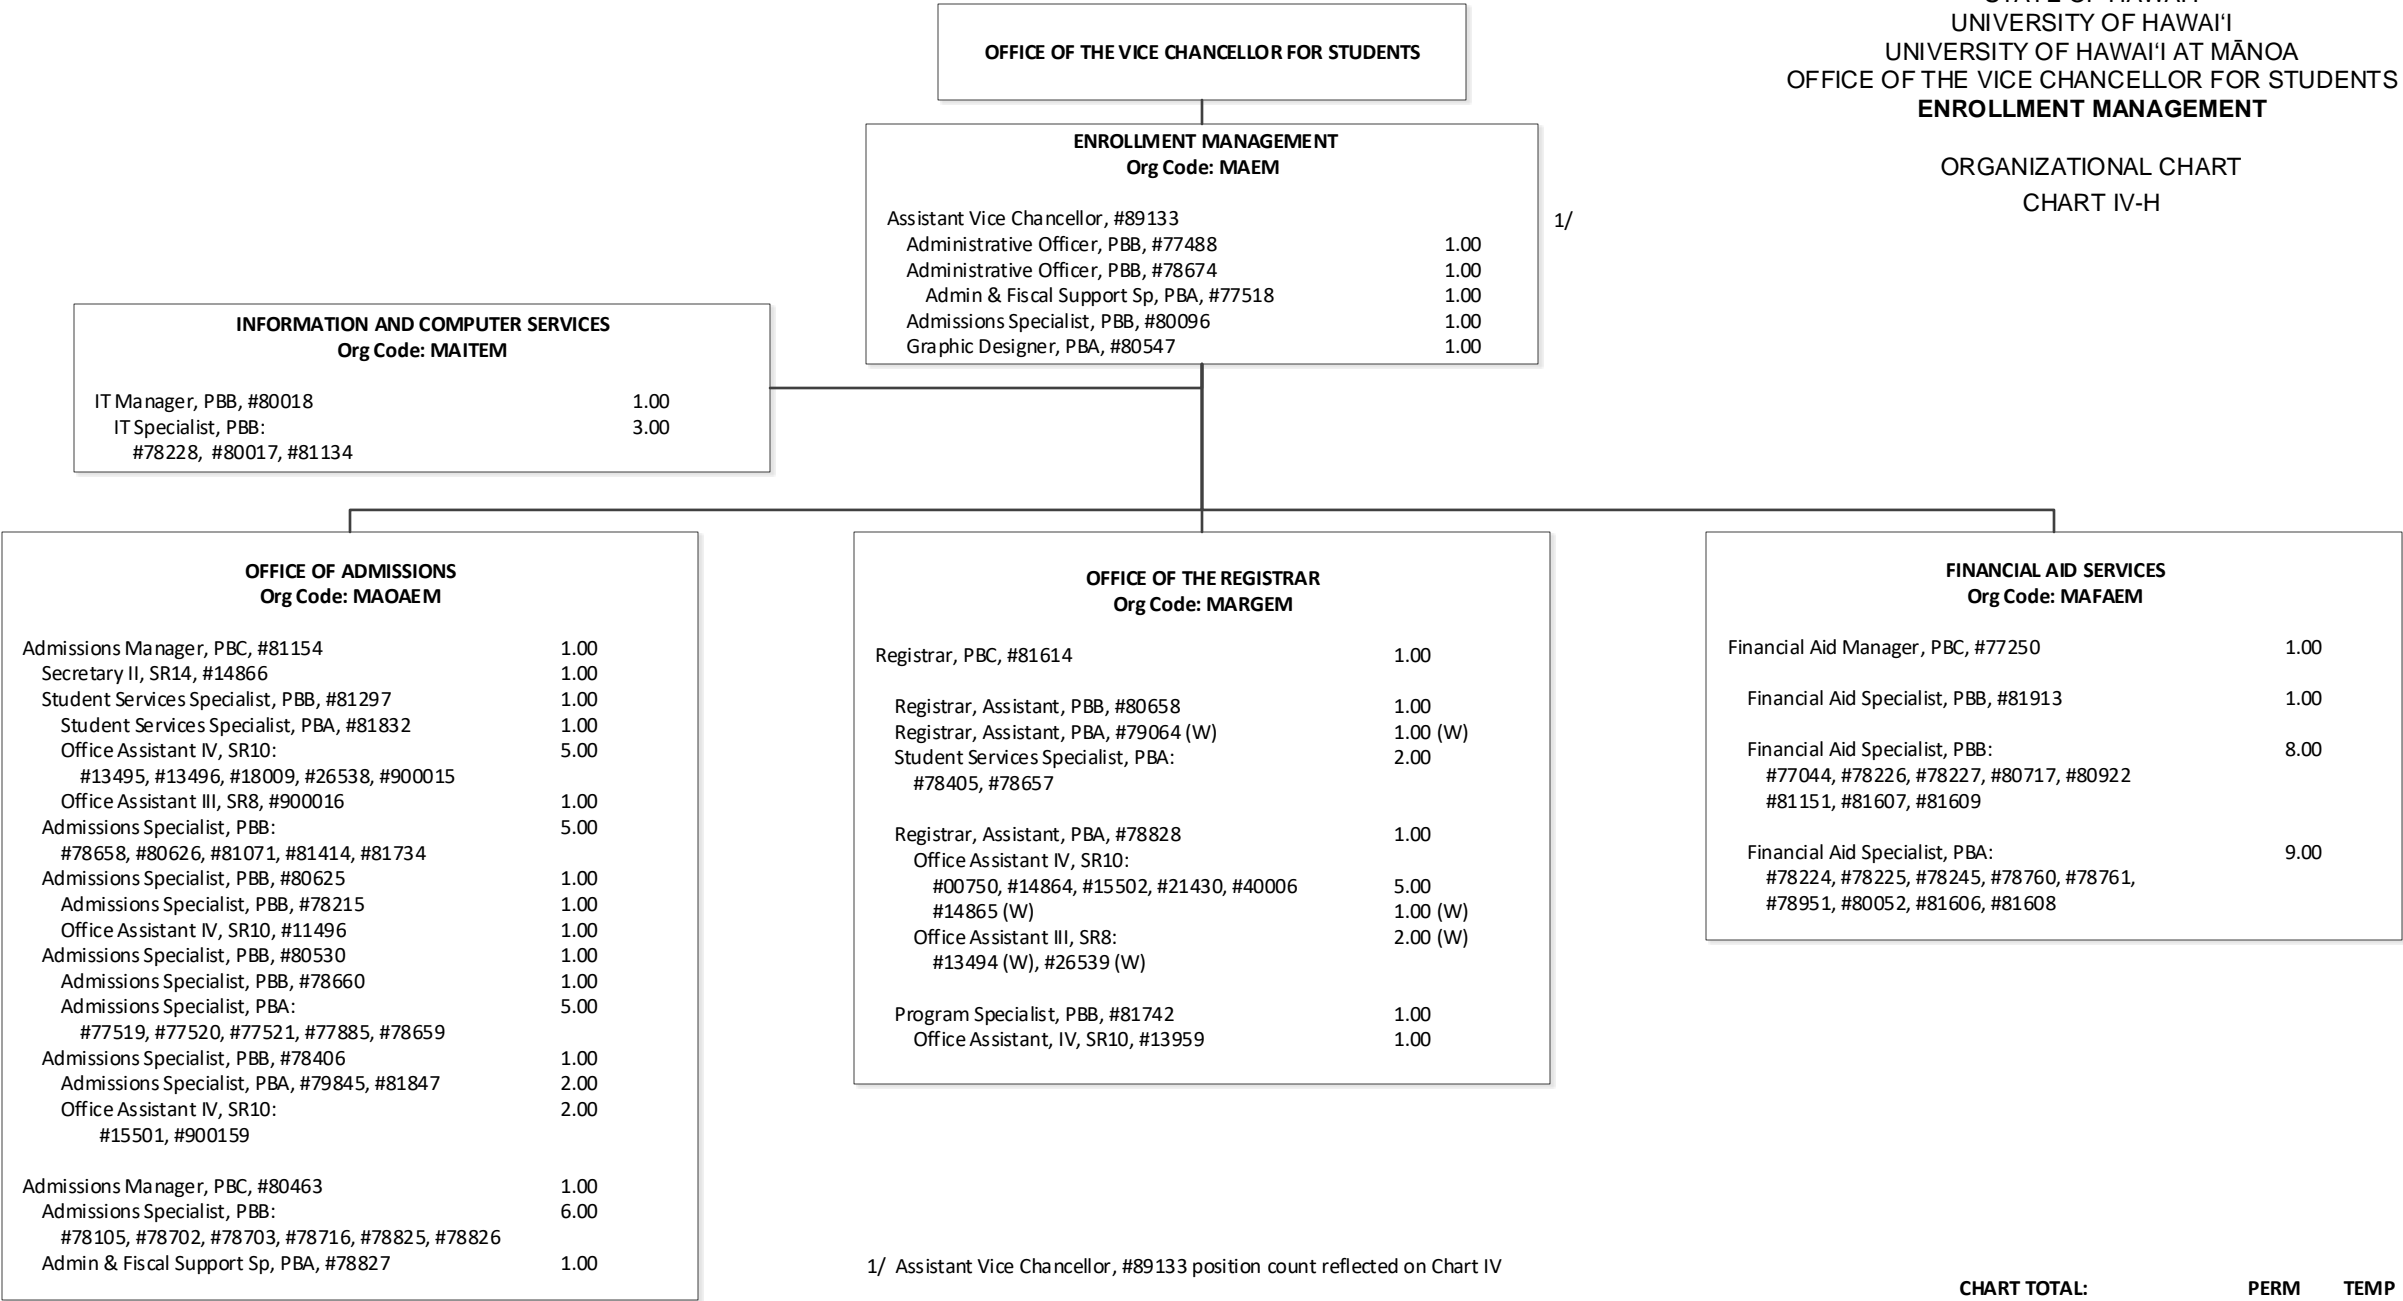 STATE OF HAWAI‘I
UNIVERSITY OF HAWAI‘I
UNIVERSITY OF HAWAI‘I AT MĀNOA
OFFICE OF THE VICE CHANCELLOR FOR STUDENTS
ENROLLMENT MANAGEMENT
ORGANIZATIONAL CHART
CHART IV-H
OFFICE OF THE VICE CHANCELLOR FOR STUDENTS
ENROLLMENT MANAGEMENT
Org Code: MAEM
Assistant Vice Chancellor, #89133 1/
Administrative Officer, PBB, #77488 1.00
Administrative Officer, PBB, #78674 1.00
Admin & Fiscal Support Sp, PBA, #77518 1.00
Admissions Specialist, PBB, #80096 1.00
Graphic Designer, PBA, #80547 1.00
INFORMATION AND COMPUTER SERVICES
Org Code: MAITEM
IT Manager, PBB, #80018 1.00
IT Specialist, PBB: 3.00
#78228, #80017, #81134
OFFICE OF ADMISSIONS
Org Code: MAOAEM
Admissions Manager, PBC, #81154 1.00
Secretary II, SR14, #14866 1.00
Student Services Specialist, PBB, #81297 1.00
Student Services Specialist, PBA, #81832 1.00
Office Assistant IV, SR10: 5.00
#13495, #13496, #18009, #26538, #900015
Office Assistant III, SR8, #900016 1.00
Admissions Specialist, PBB: 5.00
#78658, #80626, #81071, #81414, #81734
Admissions Specialist, PBB, #80625 1.00
Admissions Specialist, PBB, #78215 1.00
Office Assistant IV, SR10, #11496 1.00
Admissions Specialist, PBB, #80530 1.00
Admissions Specialist, PBB, #78660 1.00
Admissions Specialist, PBA: 5.00
#77519, #77520, #77521, #77885, #78659
Admissions Specialist, PBB, #78406 1.00
Admissions Specialist, PBA, #79845, #81847 2.00
Office Assistant IV, SR10: 2.00
#15501, #900159
Admissions Manager, PBC, #80463 1.00
Admissions Specialist, PBB: 6.00
#78105, #78702, #78703, #78716, #78825, #78826
Admin & Fiscal Support Sp, PBA, #78827 1.00
OFFICE OF THE REGISTRAR
Org Code: MARGEM
Registrar, PBC, #81614 1.00
Registrar, Assistant, PBB, #80658 1.00
Registrar, Assistant, PBA, #79064 (W) 1.00 (W)
Student Services Specialist, PBA: 2.00
#78405, #78657
Registrar, Assistant, PBA, #78828 1.00
Office Assistant IV, SR10:
#00750, #14864, #15502, #21430, #40006 5.00
#14865 (W) 1.00 (W)
Office Assistant III, SR8: 2.00 (W)
#13494 (W), #26539 (W)
Program Specialist, PBB, #81742 1.00
Office Assistant, IV, SR10, #13959 1.00
FINANCIAL AID SERVICES
Org Code: MAFAEM
Financial Aid Manager, PBC, #77250 1.00
Financial Aid Specialist, PBB, #81913 1.00
Financial Aid Specialist, PBB: 8.00
#77044, #78226, #78227, #80717, #80922
#81151, #81607, #81609
Financial Aid Specialist, PBA: 9.00
#78224, #78225, #78245, #78760, #78761,
#78951, #80052, #81606, #81608
1/ Assistant Vice Chancellor, #89133 position count reflected on Chart IV
CHART TOTAL: PERM TEMP